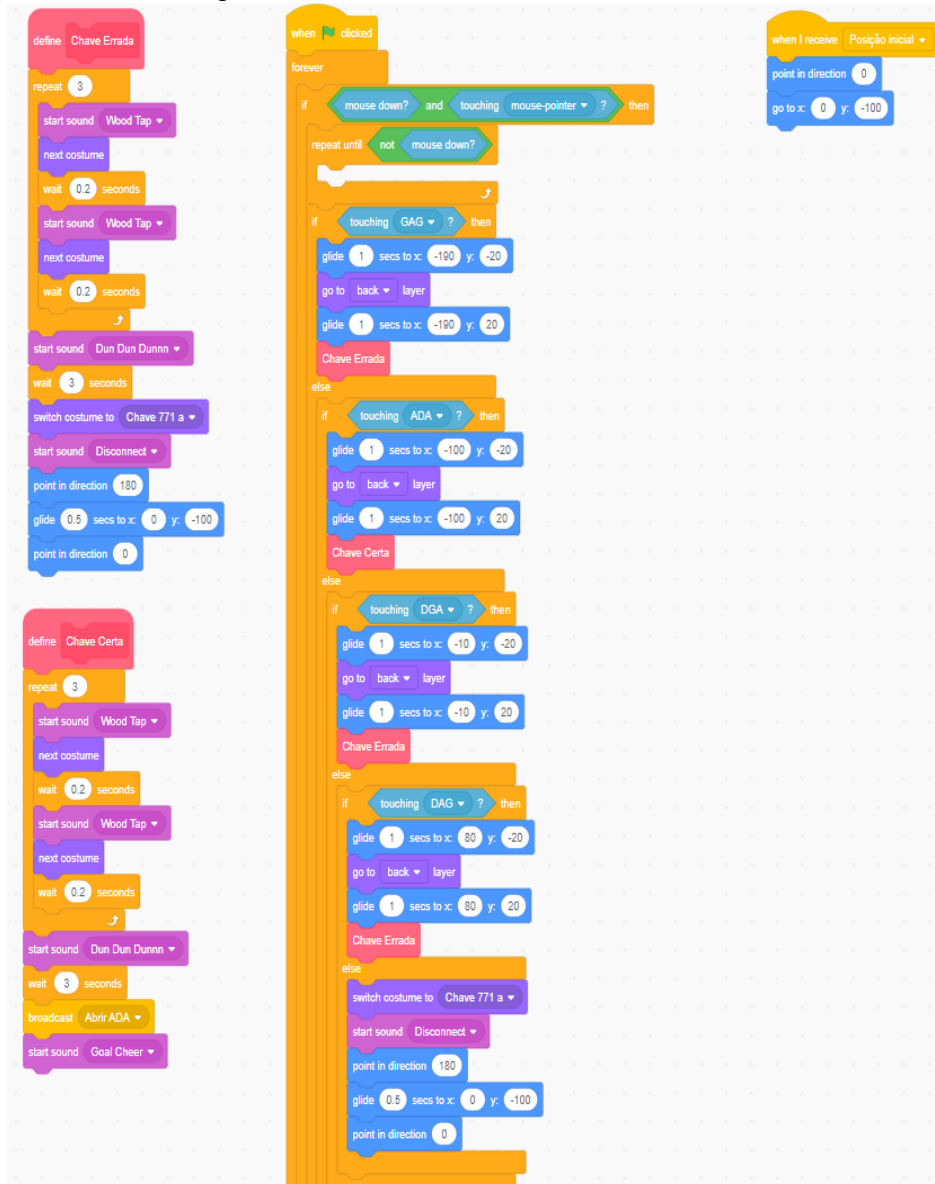 define Chave Errada
repeat 3
start sound Wood Tap
next costume
wait 0.2 seconds
start sound Wood Tap
next costume
wait 0.2 seconds
start sound Dun Dun Dunnn
wait 3 seconds
switch costume to Chave 771 a
start sound Disconnect
point in direction 180
glide 0.5 secs to x: 0 y: -100
point in direction 0
define Chave Certa
repeat 3
start sound Wood Tap
next costume
wait 0.2 seconds
start sound Wood Tap
next costume
wait 0.2 seconds
start sound Dun Dun Dunnn
wait 3 seconds
broadcast Abrir ADA
start sound Goal Cheer
when clicked
forever
if mouse down? and touching mouse-pointer ? then
repeat until not mouse down?
if touching GAG ? then
glide 1 secs to x: -190 y: -20
go to back layer
glide 1 secs to x: -190 y: 20
Chave Errada
else
if touching ADA ? then
glide 1 secs to x: -100 y: -20
go to back layer
glide 1 secs to x: -100 y: 20
Chave Certa
else
if touching DGA ? then
glide 1 secs to x: -10 y: -20
go to back layer
glide 1 secs to x: -10 y: 20
Chave Errada
else
if touching DAG ? then
glide 1 secs to x: 80 y: -20
go to back layer
glide 1 secs to x: 80 y: 20
Chave Errada
else
switch costume to Chave 771 a
start sound Disconnect
point in direction 180
glide 0.5 secs to x: 0 y: -100
point in direction 0
when I receive Posição inicial
point in direction 0
go to x: 0 y: -100